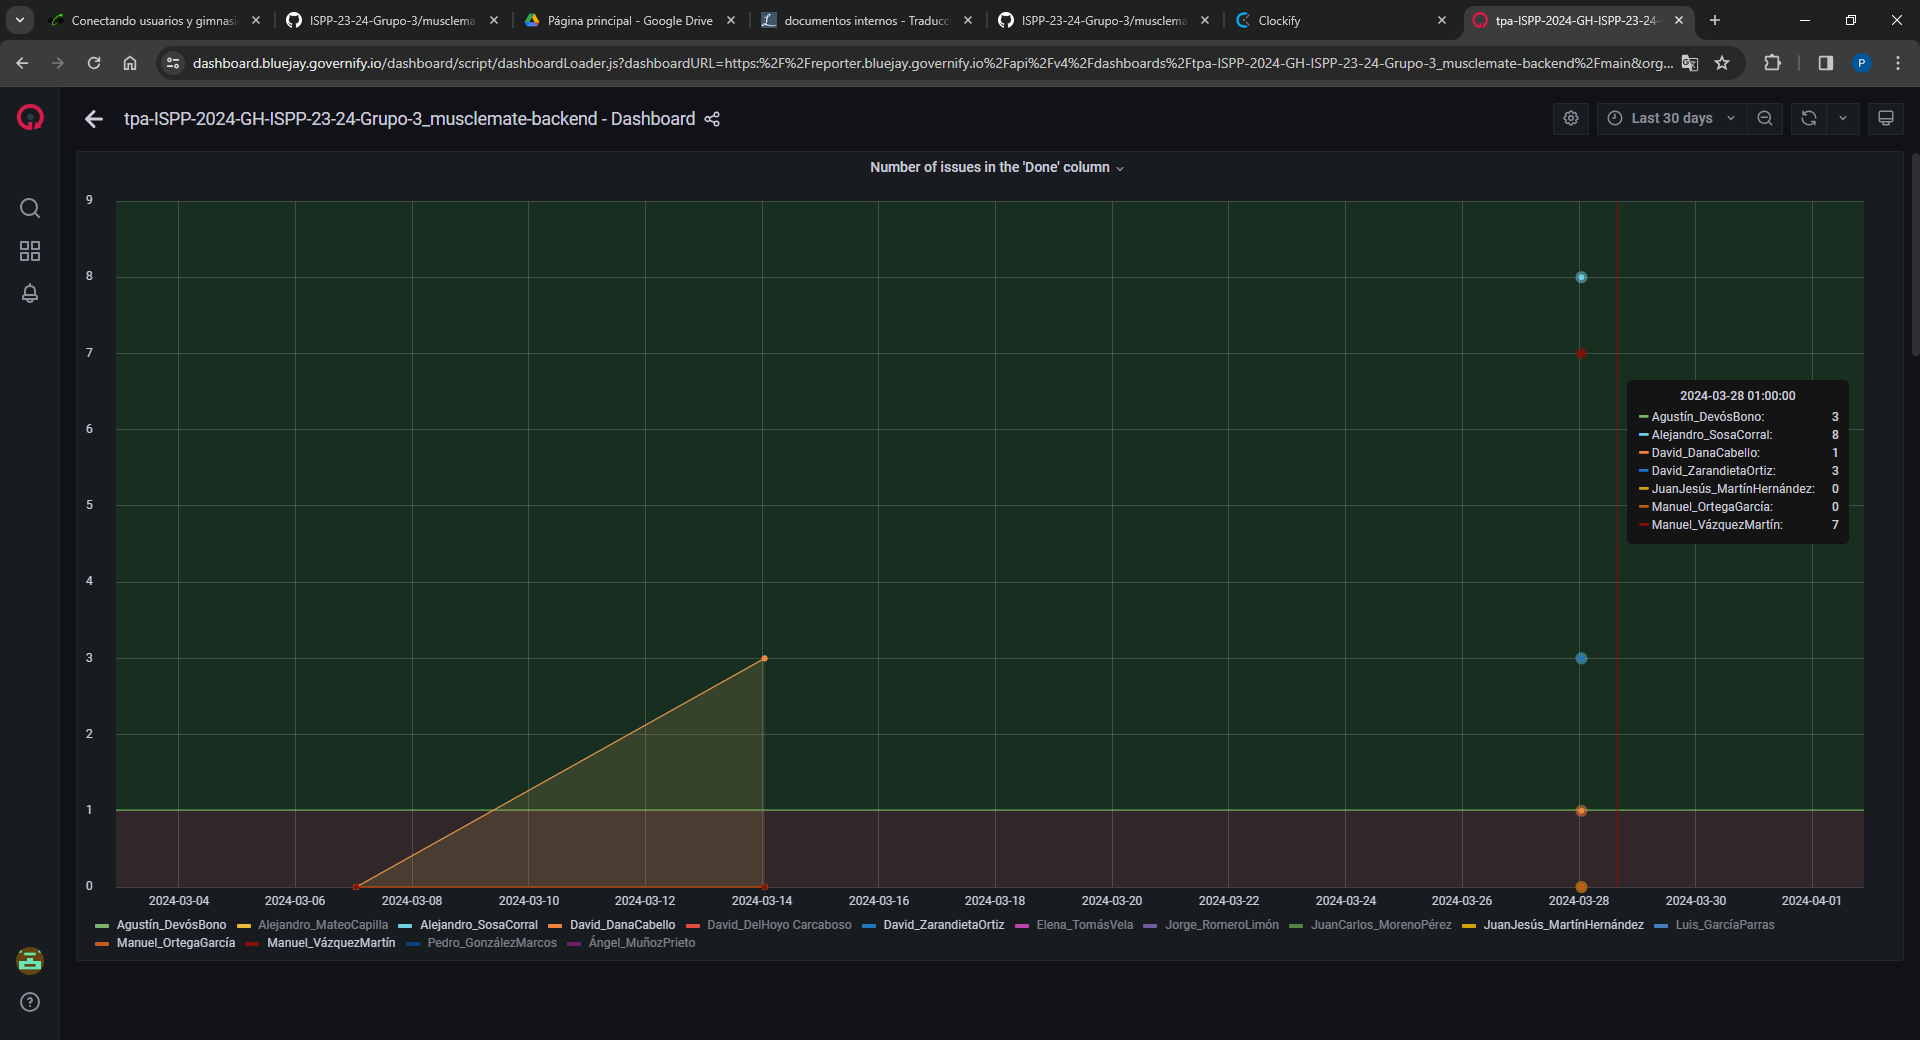 Conectando usuarios y gimnasi
ISPP-23-24-Grupo-3/musclema
Página principal - Google Drive
documentos internos - Traducc
ISPP-23-24-Grupo-3/musclema
Clockify
tpa-ISPP-2024-GH-ISPP-23-24-
dashboard.bluejay.governify.io/dashboard/script/dashboardLoader.js?dashboardURL=https:%2F%2Freporter.bluejay.governify.io%2Fapi%2Fv4%2Fdashboards%2Ftpa-ISPP-2024-GH-ISPP-23-24-Grupo-3_musclemate-backend%2Fmain&org...
P
tpa-ISPP-2024-GH-ISPP-23-24-Grupo-3_musclemate-backend - Dashboard
Last 30 days
Number of issues in the 'Done' column
9
8
7
6
5
4
3
2
1
0
2024-03-28 01:00:00
Agustín_DevósBono: 3
Alejandro_SosaCorral: 8
David_DanaCabello: 1
David_ZarandietaOrtiz: 3
JuanJesús_MartínHernández: 0
Manuel_OrtegaGarcía: 0
Manuel_VázquezMartín: 7
2024-03-04 2024-03-06 2024-03-08 2024-03-10 2024-03-12 2024-03-14 2024-03-16 2024-03-18 2024-03-20 2024-03-22 2024-03-24 2024-03-26 2024-03-28 2024-03-30 2024-04-01
Agustín_DevósBono Alejandro_MateoCapilla Alejandro_SosaCorral David_DanaCabello David_DelHoyo Carcaboso David_ZarandietaOrtiz Elena_TomásVela Jorge_RomeroLimón JuanCarlos_MorenoPérez JuanJesús_MartínHernández Luis_GarcíaParras
Manuel_OrtegaGarcía Manuel_VázquezMartín Pedro_GonzálezMarcos Ángel_MuñozPrieto